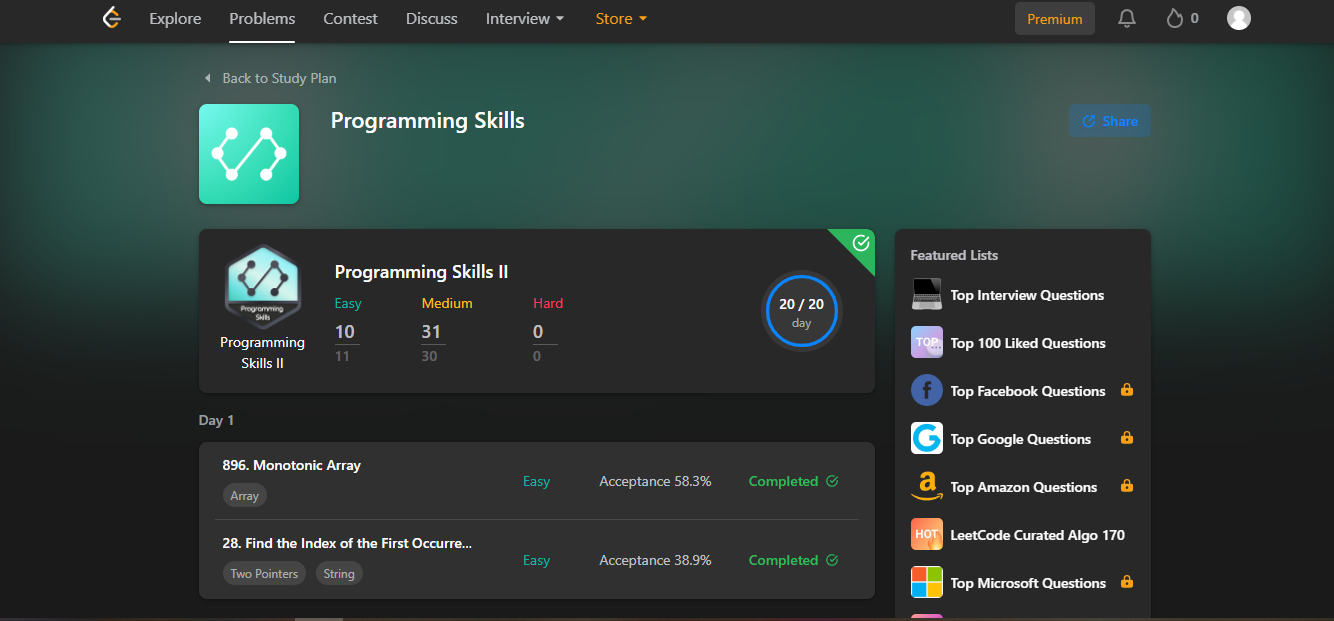 Explore Problems Contest Discuss Interview Store Premium 0
Back to Study Plan
Programming Skills
Share
Programming Skills
Programming
Skills II
Programming Skills II
Easy Medium Hard
10 31 0
11 30 0
20 / 20
day
Day 1
896. Monotonic Array
Array
Easy Acceptance 58.3% Completed
28. Find the Index of the First Occurre...
Two Pointers String
Easy Acceptance 38.9% Completed
Featured Lists
Top Interview Questions
TOP
Top 100 Liked Questions
f
Top Facebook Questions
G
Top Google Questions
a
Top Amazon Questions
HOT
LeetCode Curated Algo 170
Top Microsoft Questions